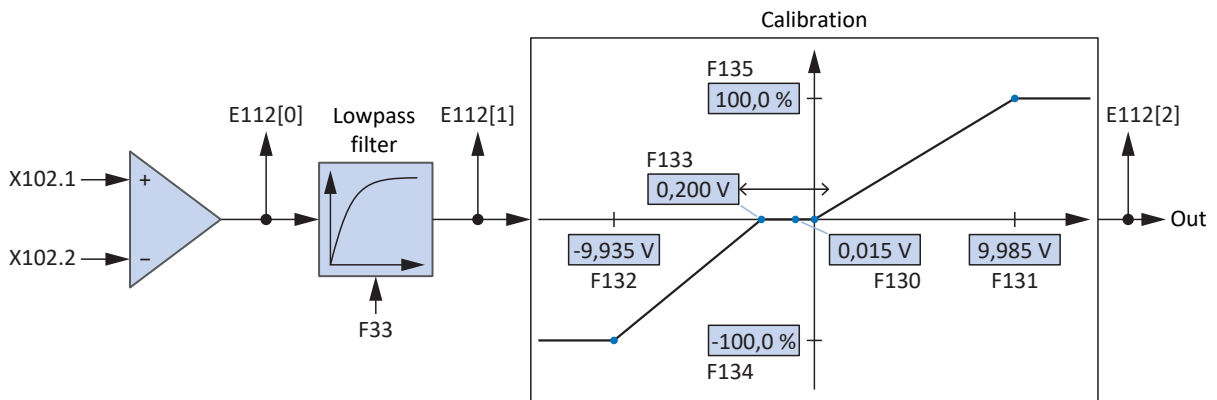 Calibration
F135
100,0 %
E112[0]
Lowpass
filter
E112[1]
E112[2]
F133
0,200 V
X102.1
+
X102.2
−
Out
-9,935 V
F132
0,015 V
F130
9,985 V
F131
F33
-100,0 %
F134